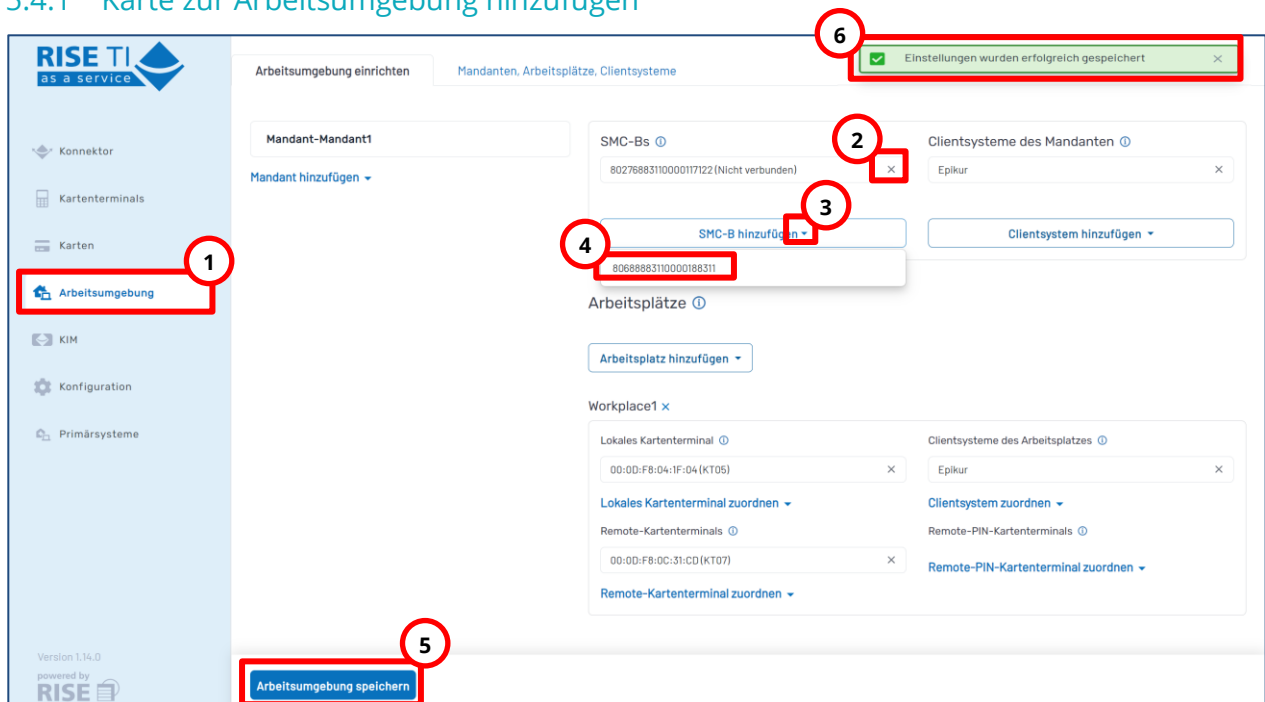 5.4.1 Karte zur Arbeitsumgebung hinzufügen
6
RISE TI
as a service
Arbeitsumgebung einrichten
Mandanten, Arbeitsplätze, Clientsysteme
Einstellungen wurden erfolgreich gespeichert
Konnektor
Kartenterminals
Karten
1
Arbeitsumgebung
KIM
Konfiguration
Primärsysteme
Version 1.14.0
powered by
RISE
Mandant-Mandant1
Mandant hinzufügen
SMC-Bs
2
80276883110000117122 (Nicht verbunden)
3
SMC-B hinzufügen
4
80688883110000188311
Clientsysteme des Mandanten
Epikur
Clientsystem hinzufügen
Arbeitsplätze
Arbeitsplatz hinzufügen
Workplace1
Lokales Kartenterminal
00:0D:F8:04:1F:04 (KT05)
Lokales Kartenterminal zuordnen
Clientsysteme des Arbeitsplatzes
Epikur
Clientsystem zuordnen
Remote-Kartenterminals
00:0D:F8:0C:31:CD (KT07)
Remote-Kartenterminal zuordnen
Remote-PIN-Kartenterminals
Remote-PIN-Kartenterminal zuordnen
5
Arbeitsumgebung speichern